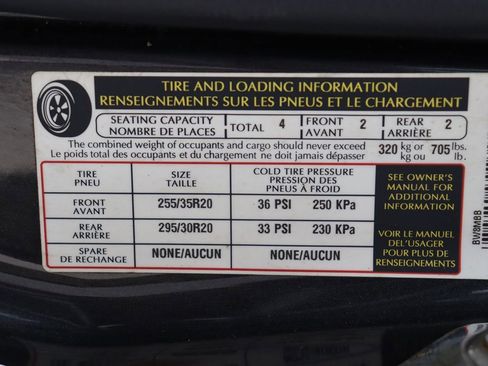 TIRE AND LOADING INFORMATION
RENSEIGNEMENTS SUR LES PNEUS ET LE CHARGEMENT
SEATING CAPACITY
NOMBRE DE PLACES
TOTAL 4
FRONT
AVANT 2
REAR
ARRIÈRE 2
The combined weight of occupants and cargo should never exceed
Le poids total des occupants et du chargement ne doit jamais dépasser
320 kg or 705 lbs.
kg ou lb.
TIRE
PNEU
SIZE
TAILLE
COLD TIRE PRESSURE
PRESSION DES
PNEUS À FROID
FRONT
AVANT
255/35R20
36 PSI 250 KPa
REAR
ARRIÈRE
295/30R20
33 PSI 230 KPa
SPARE
DE RECHANGE
NONE/AUCUN
NONE/AUCUN
SEE OWNER'S
MANUAL FOR
ADDITIONAL
INFORMATION
VOIR LE MANUEL
DEL'USAGER
POUR PLUS DE
RENSEIGNEMENTS
BW8M8B